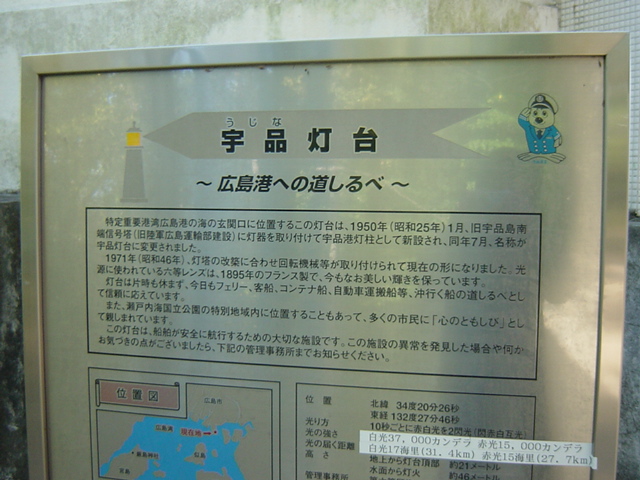 うじな
宇品灯台
～広島港への道しるべ～
特定重要港湾広島港の海の玄関口に位置するこの灯台は、1950年(昭和25年)1月、旧宇品島南
端信号塔(旧陸軍広島運輸部建設)に灯器を取り付けて宇品港灯柱として新設され、同年7月、名称が
宇品灯台に変更されました。
1971年(昭和46年)、灯塔の改築に合わせ回転機械等が取り付けられて現在の形になりました。光
源に使われている六等レンズは、1895年のフランス製で、今もなお美しい輝きを保っています。
灯台は片時も休まず、今日もフェリー、客船、コンテナ船、自動車運搬船等、沖行く船の道しるべとし
て信頼に応えています。
また、瀬戸内海国立公園の特別地域内に位置することもあって、多くの市民に「心のともしび」とし
て親しまれています。
この灯台は、船舶が安全に航行するための大切な施設です。この施設の異常を発見した場合や何か
お気づきの点がございましたら、下記の管理事務所までお知らせください。
位置図
広島市
広島湾
現在地
厳島神社
似島
宮島
位置 北緯 34度20分26秒
東経 132度27分46秒
光り方 10秒ごとに赤白光を2閃光(閃赤白互光)
光の強さ 白光37,000カンデラ 赤光15,000カンデラ
光の届く距離 白光17海里(31.4km) 赤光15海里(27.7km)
高さ 地上から灯台頂部 約21メートル
水面から灯火 約46メートル
管理事務所